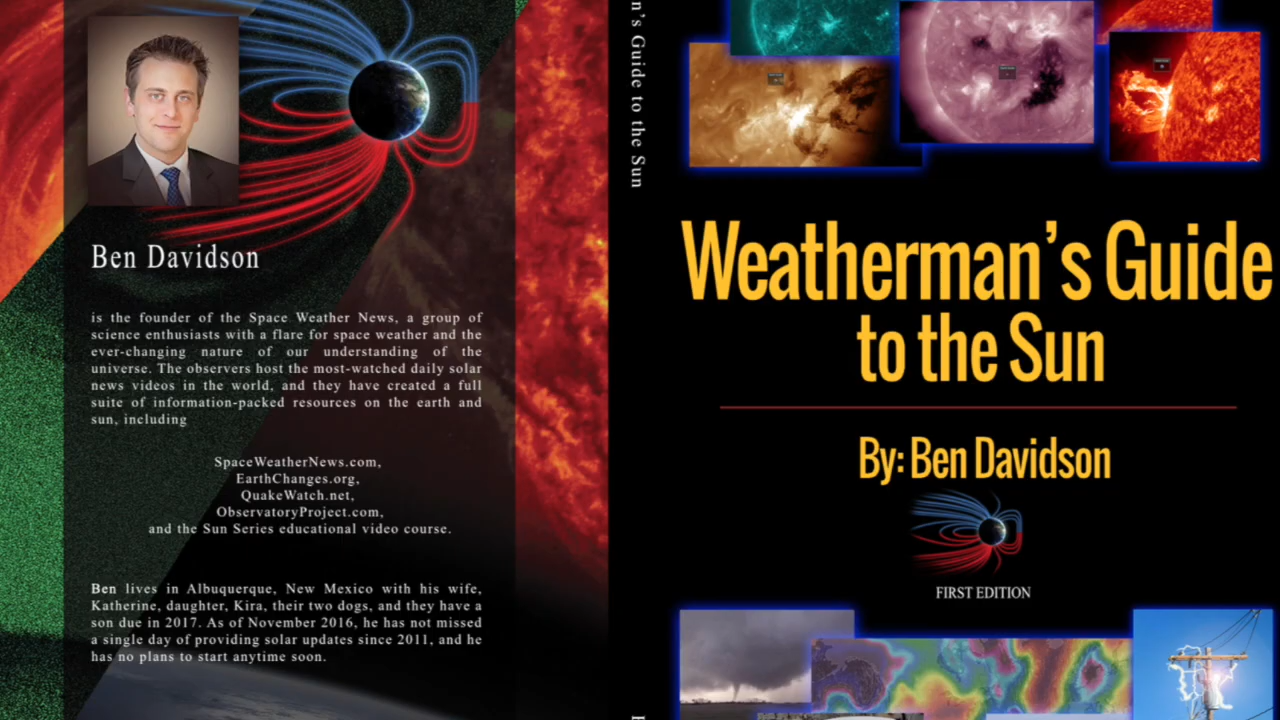 Ben Davidson
is the founder of the Space Weather News, a group of
science enthusiasts with a flare for space weather and the
ever-changing nature of our understanding of the
universe. The observers host the most-watched daily solar
news videos in the world, and they have created a full
suite of information-packed resources on the earth and
sun, including
SpaceWeatherNews.com,
EarthChanges.org,
QuakeWatch.net,
ObservatoryProject.com,
and the Sun Series educational video course.
Ben lives in Albuquerque, New Mexico with his wife,
Katherine, daughter, Kira, their two dogs, and they have a
son due in 2017. As of November 2016, he has not missed
a single day of providing solar updates since 2011, and he
has no plans to start anytime soon.
n's Guide to the Sun
Weatherman's Guide
to the Sun
By: Ben Davidson
FIRST EDITION